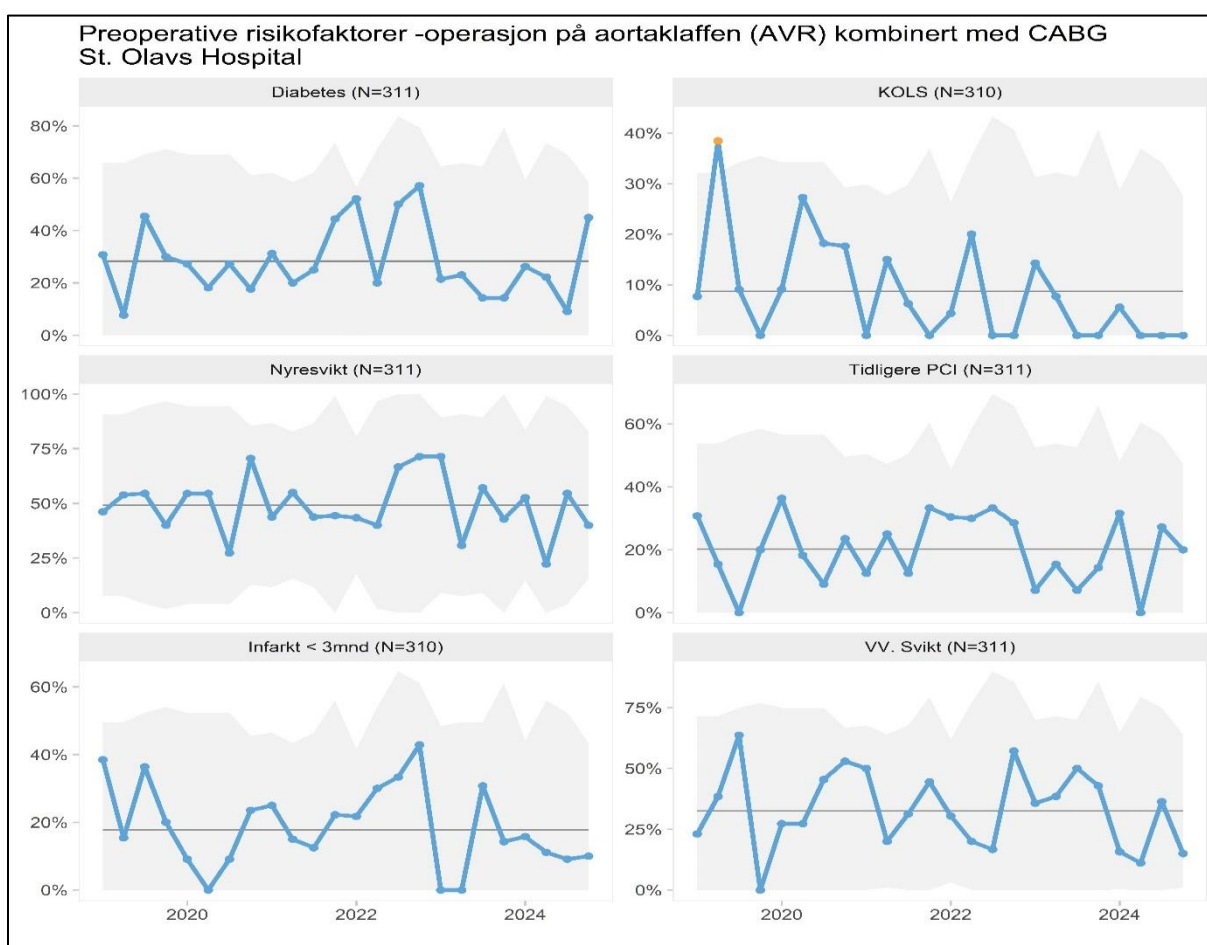 Preoperative risikofaktorer -operasjon på aortaklaffen (AVR) kombinert med CABG
St. Olavs Hospital
Diabetes (N=311)
80%
60%
40%
20%
0%
KOLS (N=310)
40%
30%
20%
10%
0%
Nyresvikt (N=311)
100%
75%
50%
25%
0%
Tidligere PCI (N=311)
60%
40%
20%
0%
Infarkt < 3mnd (N=310)
60%
40%
20%
0%
2020 2022 2024
VV. Svikt (N=311)
75%
50%
25%
0%
2020 2022 2024